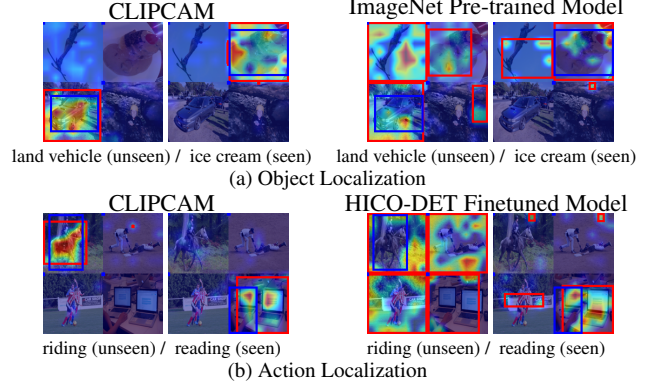 CLIPCAM
ImageNet Pre-trained Model
land vehicle (unseen) / ice cream (seen)
land vehicle (unseen) / ice cream (seen)
(a) Object Localization
CLIPCAM
HICO-DET Finetuned Model
riding (unseen) / reading (seen)
riding (unseen) / reading (seen)
(b) Action Localization